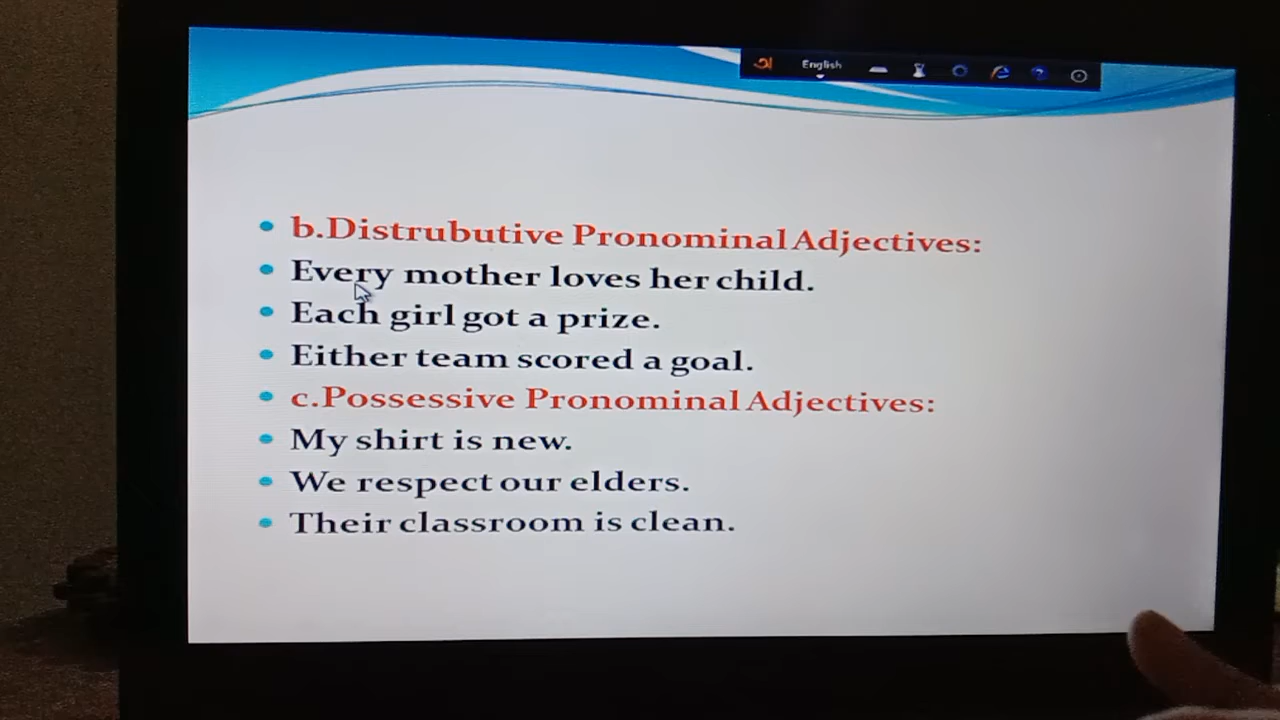 English
b.Distrubutive Pronominal Adjectives:
Every mother loves her child.
Each girl got a prize.
Either team scored a goal.
c.Possessive Pronominal Adjectives:
My shirt is new.
We respect our elders.
Their classroom is clean.